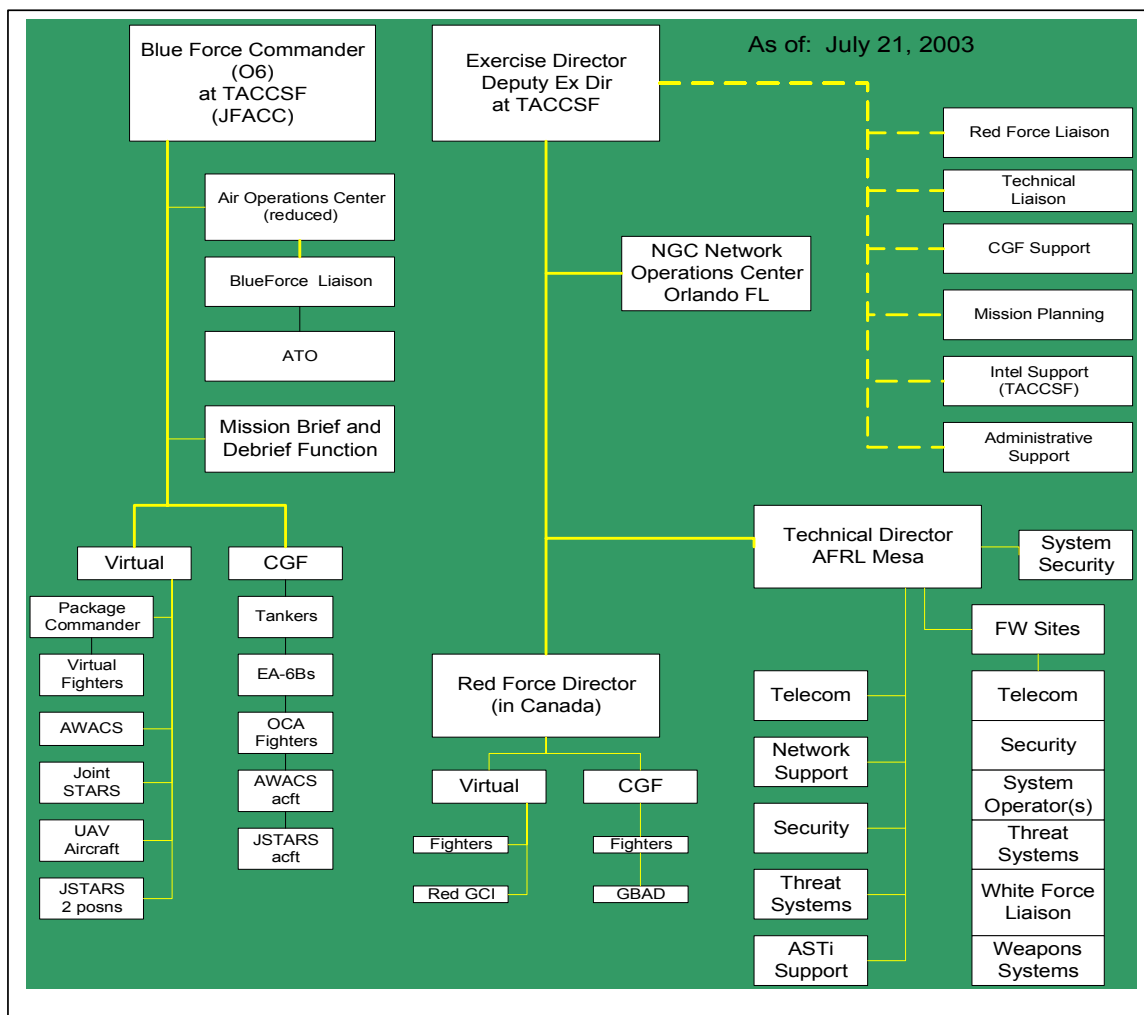 Blue Force Commander
(O6)
at TACCSF
(JFACC)
Exercise Director
Deputy Ex Dir
at TACCSF
As of: July 21, 2003
Red Force Liaison
Technical
Liaison
CGF Support
Mission Planning
Intel Support
(TACCSF)
Administrative
Support
Air Operations Center
(reduced)
BlueForce Liaison
ATO
Mission Brief and
Debrief Function
NGC Network
Operations Center
Orlando FL
Virtual
CGF
Package
Commander
Virtual
Fighters
AWACS
Joint
STARS
UAV
Aircraft
JSTARS
2 posns
Tankers
EA-6Bs
OCA
Fighters
AWACS
acft
JSTARS
acft
Red Force Director
(in Canada)
Virtual
CGF
Fighters
Red GCI
Fighters
GBAD
Technical Director
AFRL Mesa
System
Security
FW Sites
Telecom
Network
Support
Security
Threat
Systems
ASTi
Support
Telecom
Security
System
Operator(s)
Threat
Systems
White Force
Liaison
Weapons
Systems